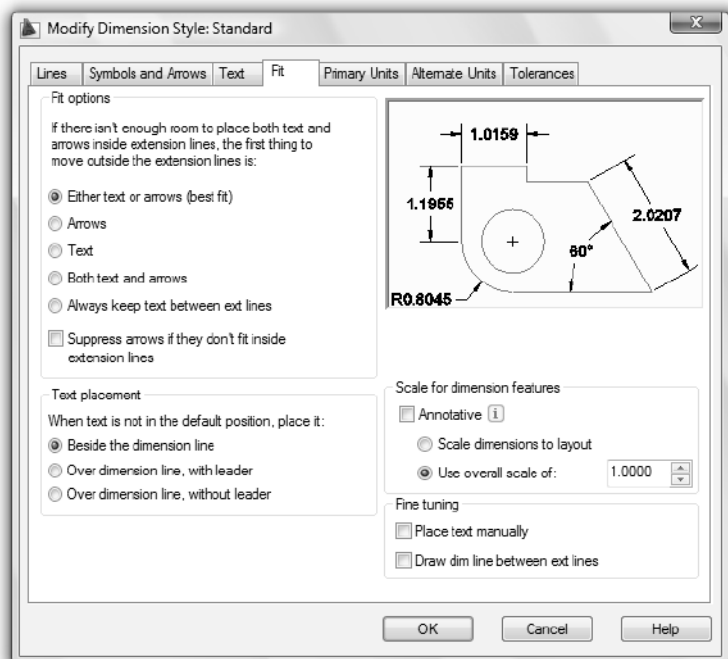 Modify Dimension Style: Standard
X
Lines
Symbols and Arrows
Text
Fit
Primary Units
Alternate Units
Tolerances
Fit options
If there isn't enough room to place both text and
arrows inside extension lines, the first thing to
move outside the extension lines is:
Either text or arrows (best fit)
Arrows
Text
Both text and arrows
Always keep text between ext lines
Suppress arrows if they don't fit inside
extension lines
Text placement
When text is not in the default position, place it:
Beside the dimension line
Over dimension line, with leader
Over dimension line, without leader
1.0159
1.1955
2.0207
60°
R0.8045
Scale for dimension features
Annotative i
Scale dimensions to layout
Use overall scale of: 1.0000
Fine tuning
Place text manually
Draw dim line between ext lines
OK
Cancel
Help